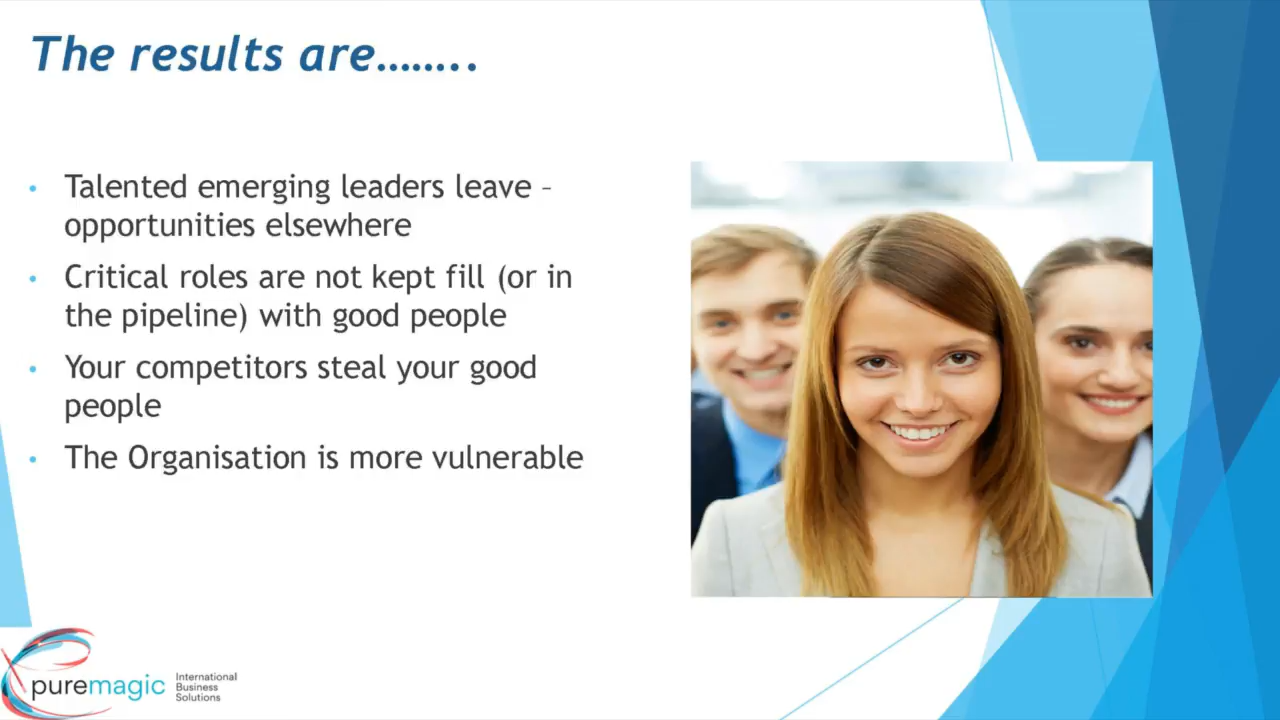 The results are……..
• Talented emerging leaders leave –
opportunities elsewhere
• Critical roles are not kept fill (or in
the pipeline) with good people
• Your competitors steal your good
people
• The Organisation is more vulnerable
puremagic
International
Business
Solutions